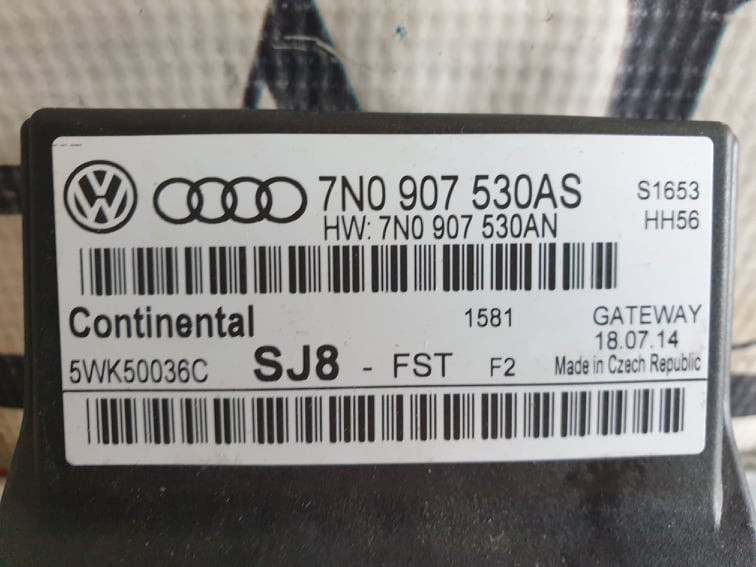 7N0 907 530AS S1653
HW: 7N0 907 530AN HH56
Continental 1581 GATEWAY
18.07.14
5WK50036C SJ8 - FST F2 Made in Czech Republic